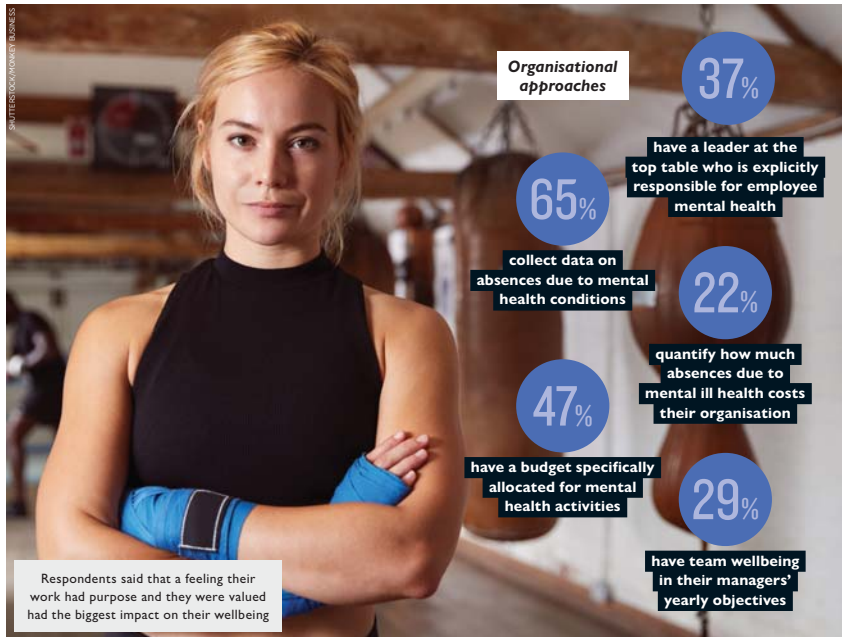 SHUTTERSTOCK/MONKEY BUSINESS
Organisational
approaches
37%
have a leader at the
top table who is explicitly
responsible for employee
mental health
65%
collect data on
absences due to mental
health conditions
22%
quantify how much
absences due to
mental ill health costs
their organisation
47%
have a budget specifically
allocated for mental
health activities
29%
have team wellbeing
in their managers'
yearly objectives
Respondents said that a feeling their
work had purpose and they were valued
had the biggest impact on their wellbeing